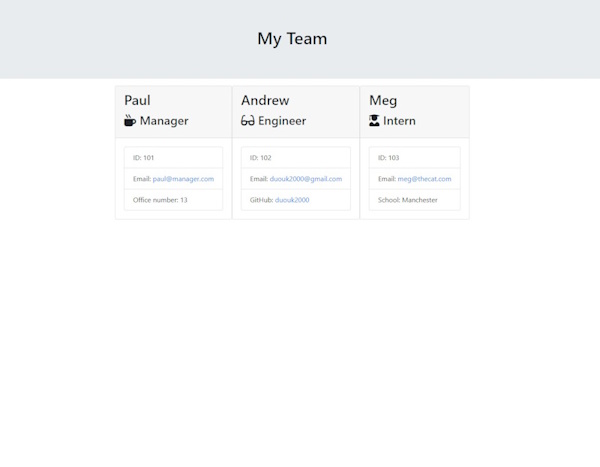 My Team
Paul
Manager
ID: 101
Email: paul@manager.com
Office number: 13
Andrew
Engineer
ID: 102
Email: duouk2000@gmail.com
GitHub: duouk2000
Meg
Intern
ID: 103
Email: meg@thecat.com
School: Manchester